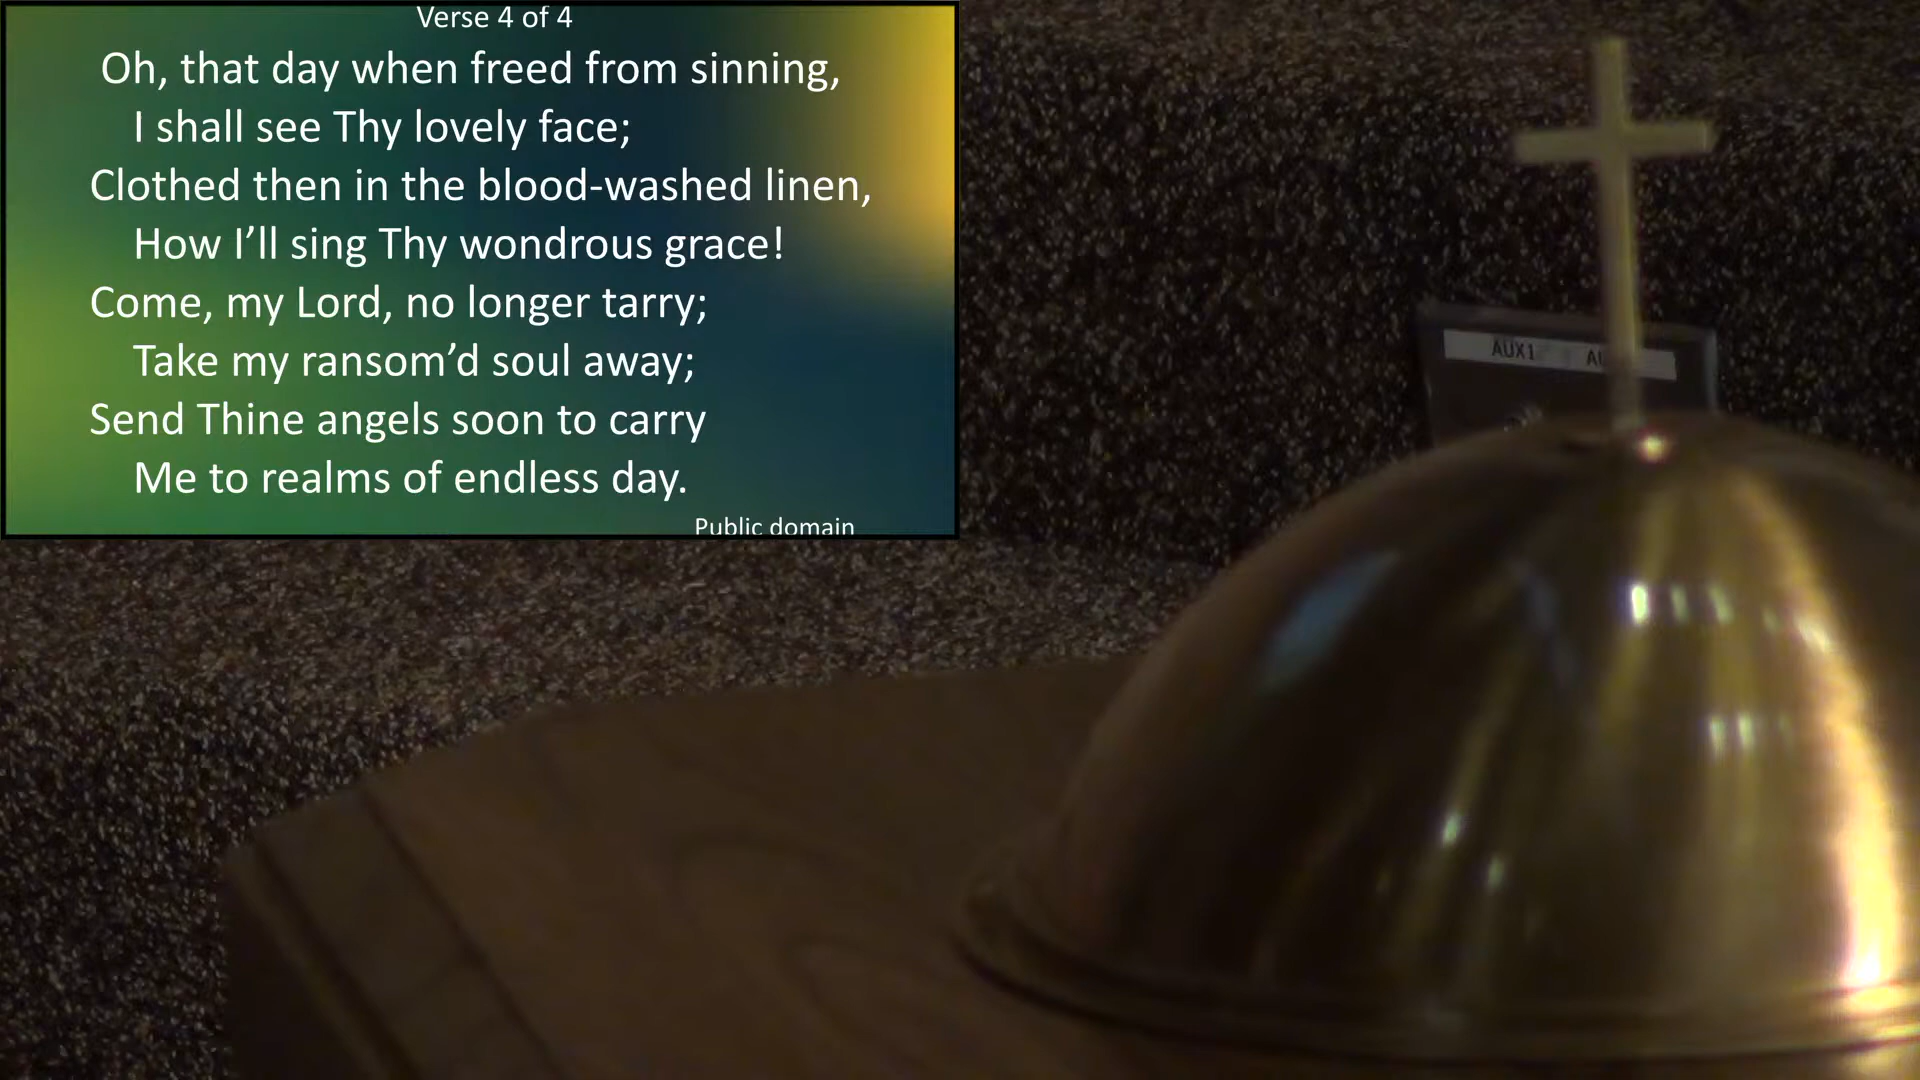 Verse 4 of 4
Oh, that day when freed from sinning,
I shall see Thy lovely face;
Clothed then in the blood-washed linen,
How I’ll sing Thy wondrous grace!
Come, my Lord, no longer tarry;
Take my ransom’d soul away;
Send Thine angels soon to carry
Me to realms of endless day.
Public domain
AUX1